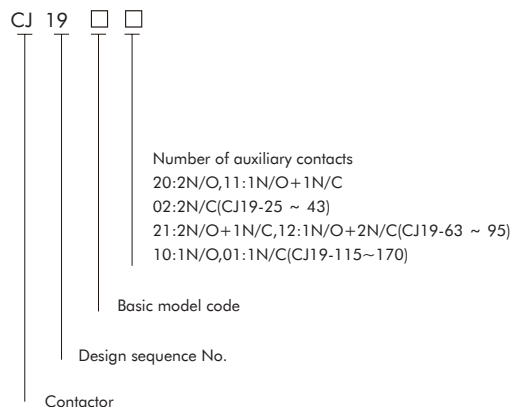 CJ 19 □ □
Number of auxiliary contacts
20:2N/O,11:1N/O+1N/C
02:2N/C(CJ19-25 ~ 43)
21:2N/O+1N/C,12:1N/O+2N/C(CJ19-63 ~ 95)
10:1N/O,01:1N/C(CJ19-115~170)
Basic model code
Design sequence No.
Contactor